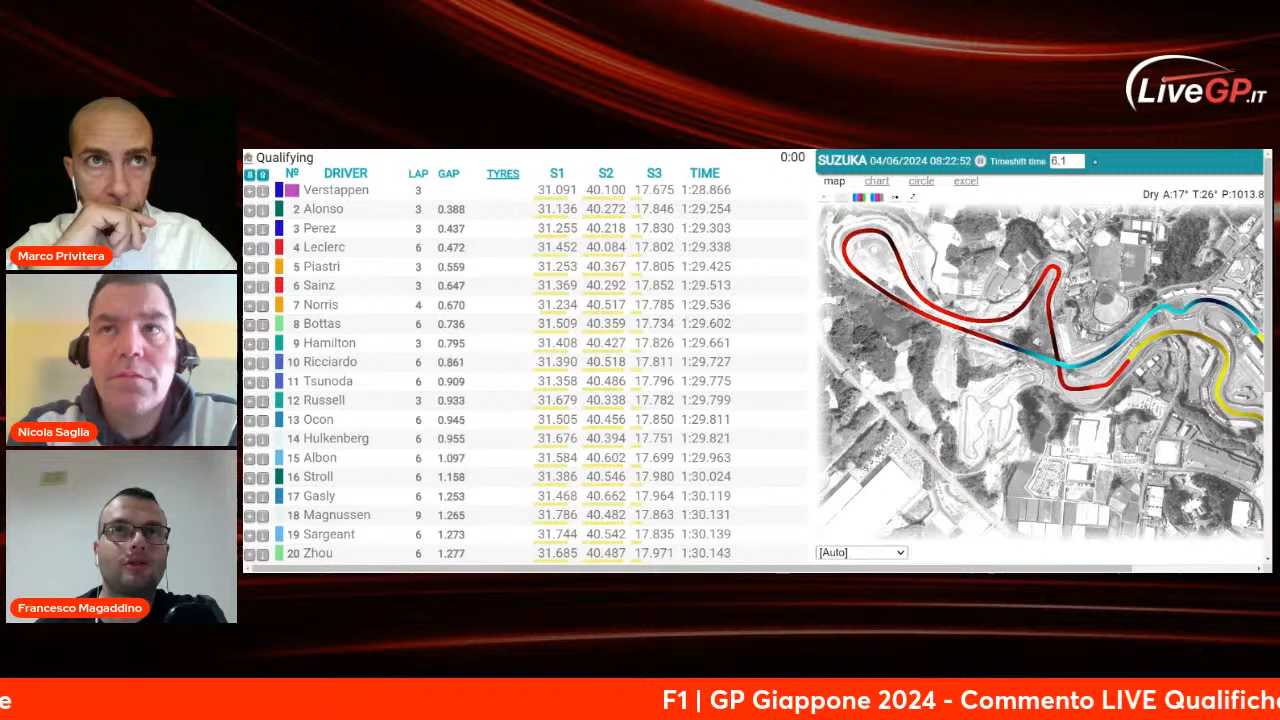 LiveGP.IT
Marco Privitera
Nicola Saglia
Francesco Magaddino
Qualifying 0:00
Nº DRIVER LAP GAP TYRES S1 S2 S3 TIME
Verstappen 3 31.091 40.100 17.675 1:28.866
2 Alonso 3 0.388 31.136 40.272 17.846 1:29.254
3 Perez 3 0.437 31.255 40.218 17.830 1:29.303
4 Leclerc 6 0.472 31.452 40.084 17.802 1:29.338
5 Piastri 3 0.559 31.253 40.367 17.805 1:29.425
6 Sainz 3 0.647 31.369 40.292 17.852 1:29.513
7 Norris 4 0.670 31.234 40.517 17.785 1:29.536
8 Bottas 6 0.736 31.509 40.359 17.734 1:29.602
9 Hamilton 3 0.795 31.408 40.427 17.826 1:29.661
10 Ricciardo 6 0.861 31.390 40.518 17.811 1:29.727
11 Tsunoda 6 0.909 31.358 40.486 17.796 1:29.775
12 Russell 3 0.933 31.679 40.338 17.782 1:29.799
13 Ocon 6 0.945 31.505 40.456 17.850 1:29.811
14 Hulkenberg 6 0.955 31.676 40.394 17.751 1:29.821
15 Albon 6 1.097 31.584 40.602 17.699 1:29.963
16 Stroll 6 1.158 31.386 40.546 17.980 1:30.024
17 Gasly 6 1.253 31.468 40.662 17.964 1:30.119
18 Magnussen 9 1.265 31.786 40.482 17.863 1:30.131
19 Sargeant 6 1.273 31.744 40.542 17.835 1:30.139
20 Zhou 6 1.277 31.685 40.487 17.971 1:30.143
SUZUKA 04/06/2024 08:22:52 Timeshift time 6.1
map chart circle excel
Dry A:17° T:26° P:1013.8
[Auto]
e F1 | GP Giappone 2024 - Commento LIVE Qualifiche